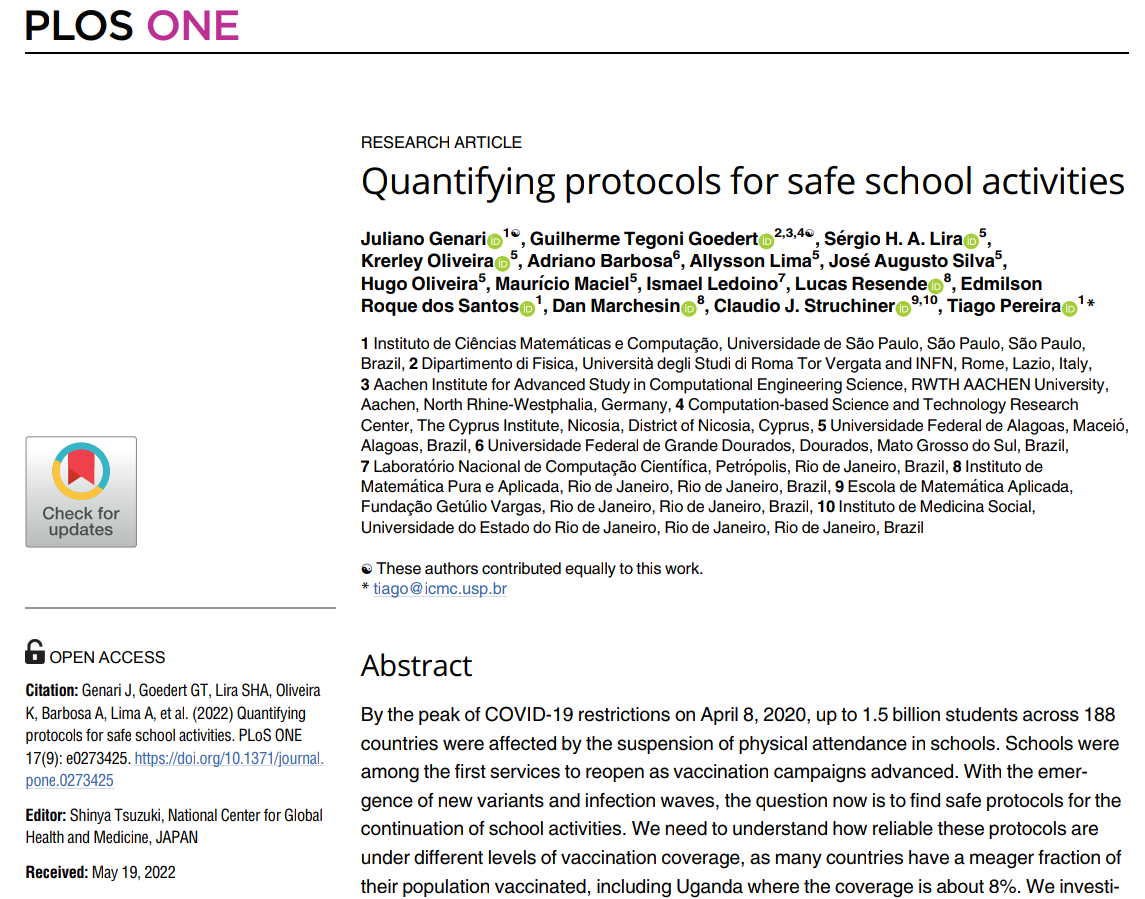 PLOS ONE
RESEARCH ARTICLE
Quantifying protocols for safe school activities
Juliano Genari iD 1☯, Guilherme Tegoni Goedert iD 2,3,4☯, Sérgio H. A. Lira iD 5,
Krerley Oliveira iD 5, Adriano Barbosa6, Allysson Lima5, José Augusto Silva5,
Hugo Oliveira5, Maurício Maciel5, Ismael Ledoino7, Lucas Resende iD 8, Edmilson
Roque dos Santos iD 1, Dan Marchesin iD 8, Claudio J. Struchiner iD 9,10, Tiago Pereira iD 1*
1 Instituto de Ciências Matemáticas e Computação, Universidade de São Paulo, São Paulo, São Paulo,
Brazil, 2 Dipartimento di Fisica, Università degli Studi di Roma Tor Vergata and INFN, Rome, Lazio, Italy,
3 Aachen Institute for Advanced Study in Computational Engineering Science, RWTH AACHEN University,
Aachen, North Rhine-Westphalia, Germany, 4 Computation-based Science and Technology Research
Center, The Cyprus Institute, Nicosia, District of Nicosia, Cyprus, 5 Universidade Federal de Alagoas, Maceió,
Alagoas, Brazil, 6 Universidade Federal de Grande Dourados, Dourados, Mato Grosso do Sul, Brazil,
7 Laboratório Nacional de Computação Científica, Petrópolis, Rio de Janeiro, Brazil, 8 Instituto de
Matemática Pura e Aplicada, Rio de Janeiro, Rio de Janeiro, Brazil, 9 Escola de Matemática Aplicada,
Fundação Getúlio Vargas, Rio de Janeiro, Rio de Janeiro, Brazil, 10 Instituto de Medicina Social,
Universidade do Estado do Rio de Janeiro, Rio de Janeiro, Rio de Janeiro, Brazil
☯ These authors contributed equally to this work.
* tiago@icmc.usp.br
Check for
updates
OPEN ACCESS
Citation: Genari J, Goedert GT, Lira SHA, Oliveira
K, Barbosa A, Lima A, et al. (2022) Quantifying
protocols for safe school activities. PLoS ONE
17(9): e0273425. https://doi.org/10.1371/journal.
pone.0273425
Editor: Shinya Tsuzuki, National Center for Global
Health and Medicine, JAPAN
Received: May 19, 2022
Abstract
By the peak of COVID-19 restrictions on April 8, 2020, up to 1.5 billion students across 188
countries were affected by the suspension of physical attendance in schools. Schools were
among the first services to reopen as vaccination campaigns advanced. With the emer-
gence of new variants and infection waves, the question now is to find safe protocols for the
continuation of school activities. We need to understand how reliable these protocols are
under different levels of vaccination coverage, as many countries have a meager fraction of
their population vaccinated, including Uganda where the coverage is about 8%. We investi-